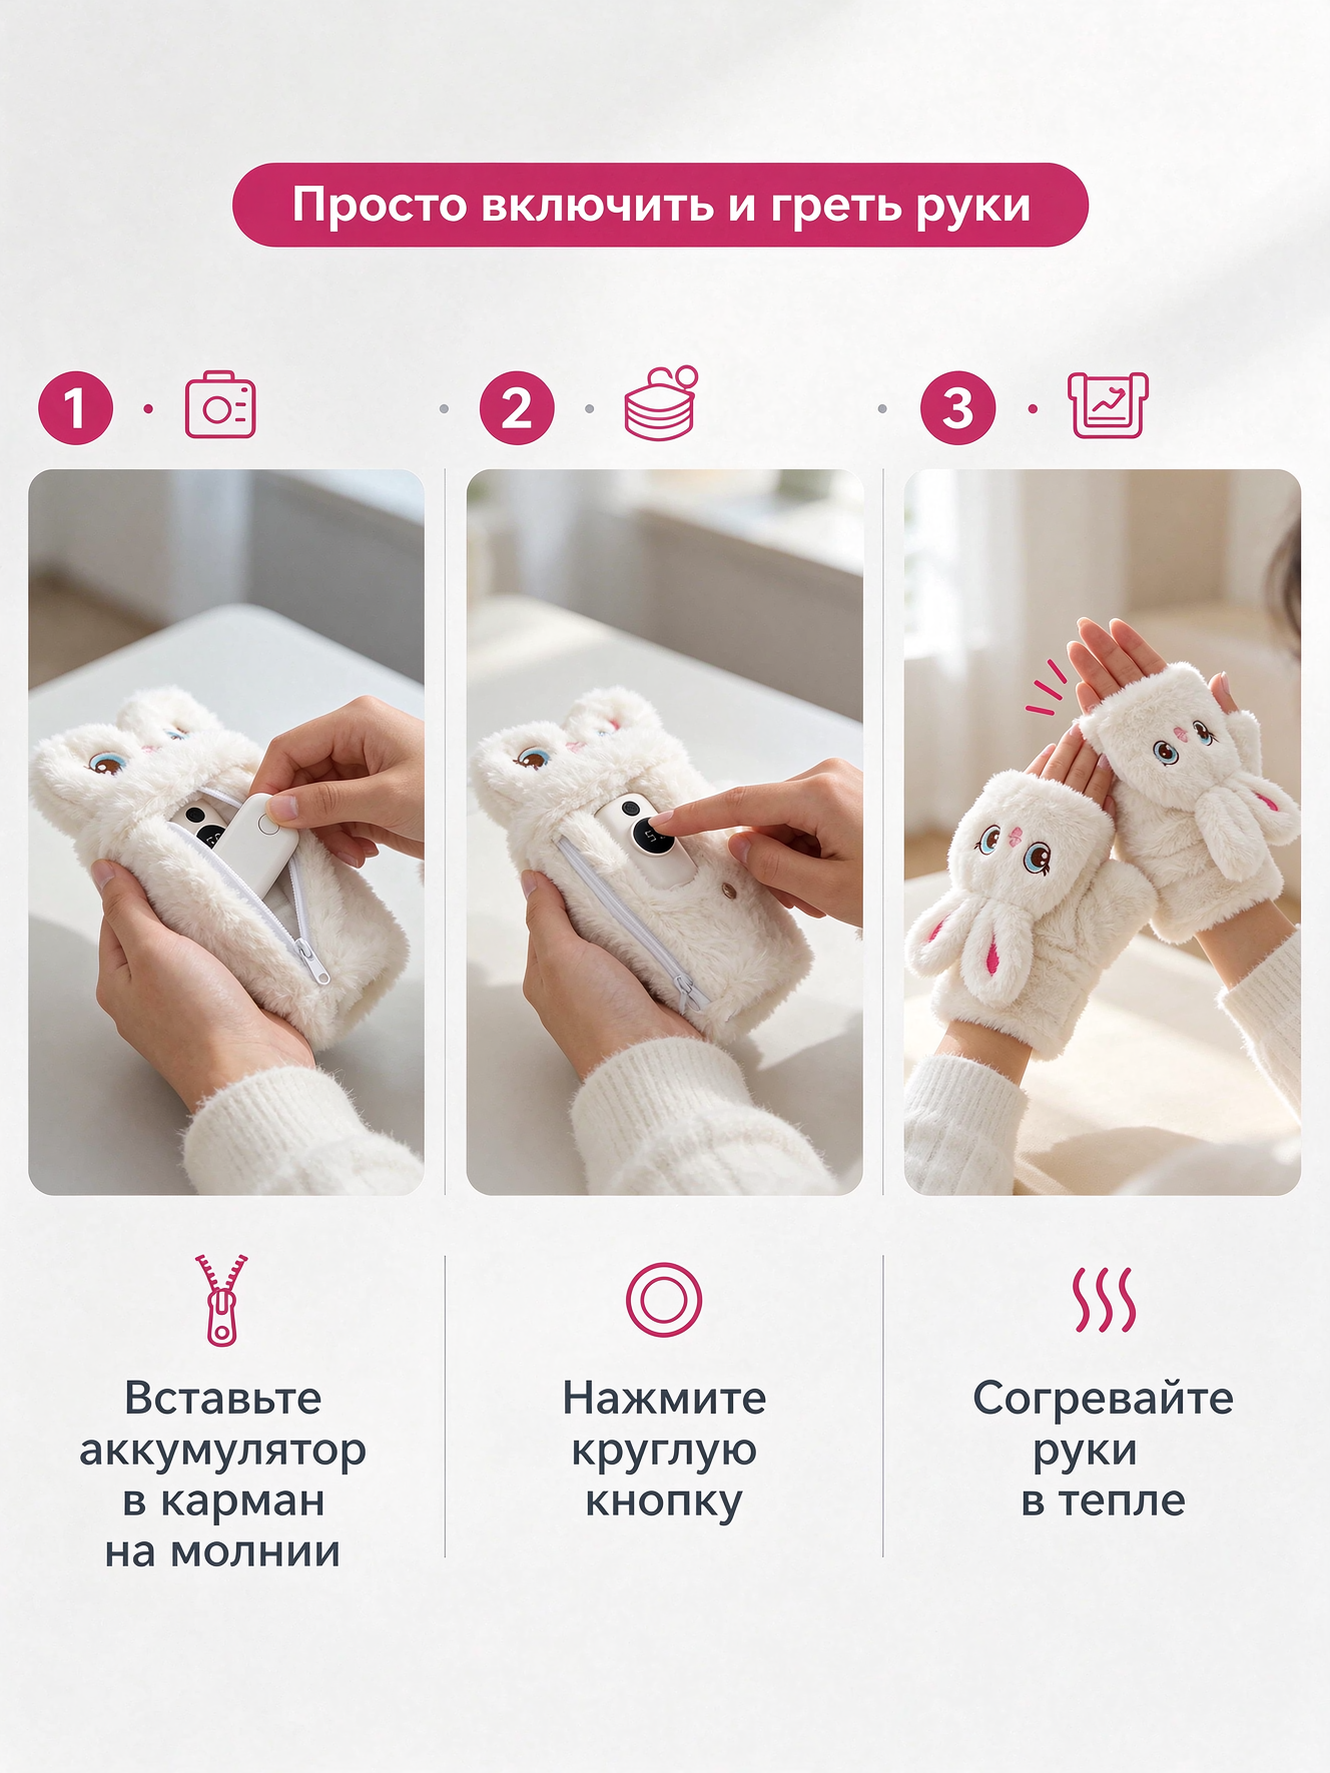 Просто включить и греть руки
1
2
3
Вставьте
аккумулятор
в карман
на молнии
Нажмите
круглую
кнопку
Согревайте
руки
в тепле